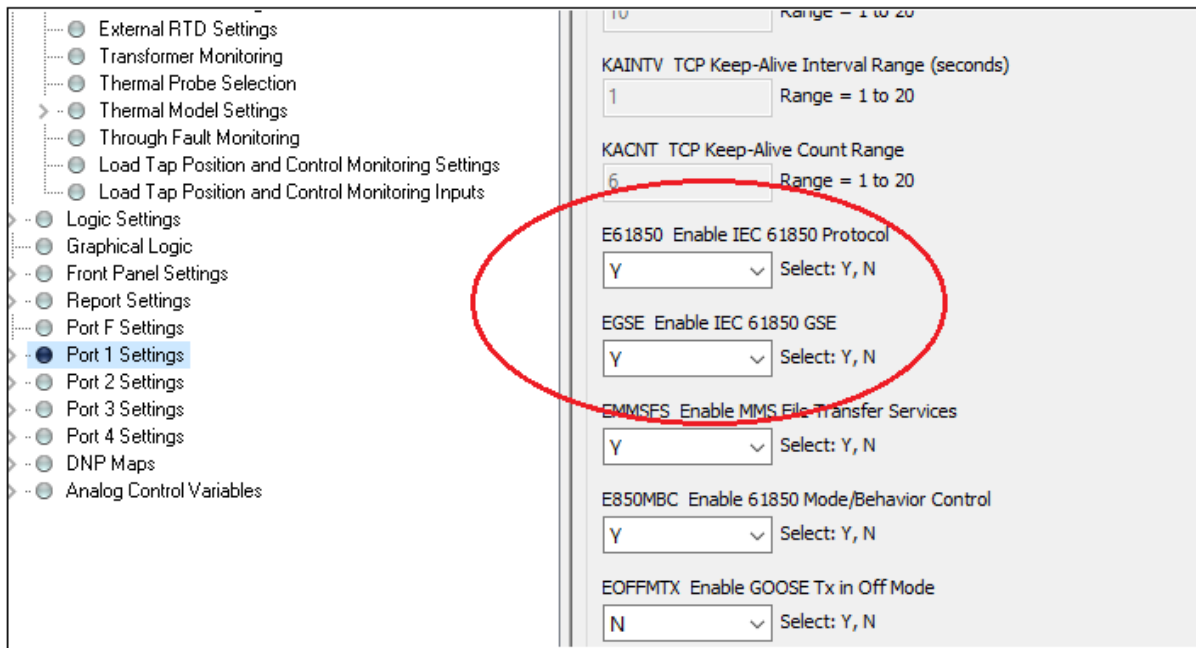 External RTD Settings
Transformer Monitoring
Thermal Probe Selection
Thermal Model Settings
Through Fault Monitoring
Load Tap Position and Control Monitoring Settings
Load Tap Position and Control Monitoring Inputs
Logic Settings
Graphical Logic
Front Panel Settings
Report Settings
Port F Settings
Port 1 Settings
Port 2 Settings
Port 3 Settings
Port 4 Settings
DNP Maps
Analog Control Variables
10 Range = 1 to 20
KAINTV TCP Keep-Alive Interval Range (seconds)
1 Range = 1 to 20
KACNT TCP Keep-Alive Count Range
6 Range = 1 to 20
E61850 Enable IEC 61850 Protocol
Y Select: Y, N
EGSE Enable IEC 61850 GSE
Y Select: Y, N
EMMSFS Enable MMS File Transfer Services
Y Select: Y, N
E850MBC Enable 61850 Mode/Behavior Control
Y Select: Y, N
EOFFMTX Enable GOOSE Tx in Off Mode
N Select: Y, N